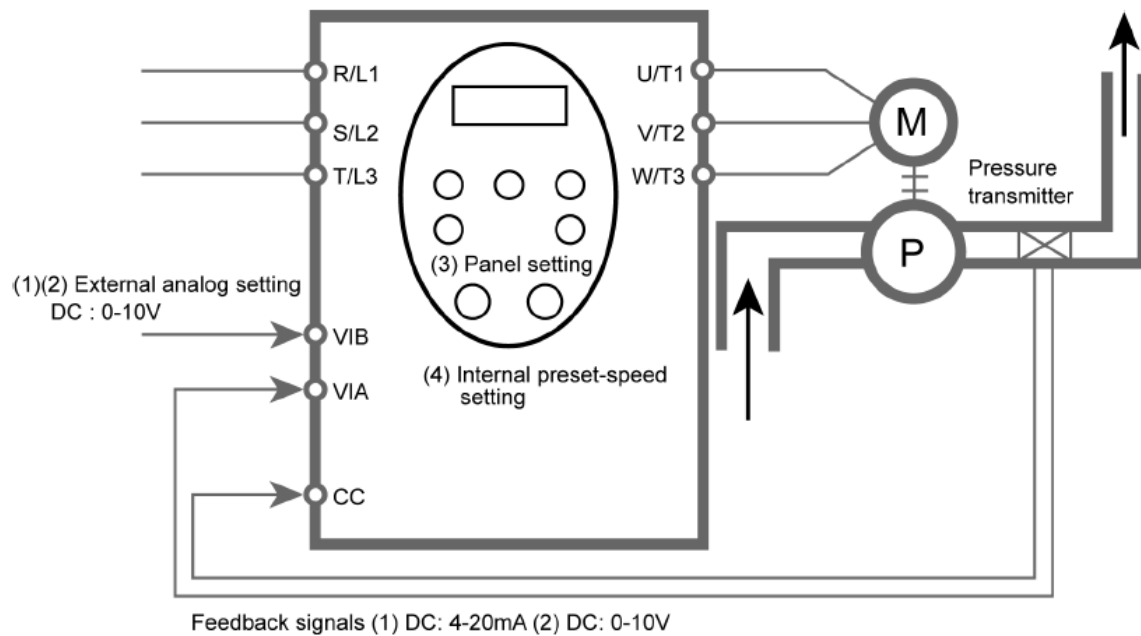 R/L1
S/L2
T/L3
U/T1
V/T2
W/T3
M
P
Pressure
transmitter
(3) Panel setting
(1)(2) External analog setting
DC : 0-10V
VIB
VIA
(4) Internal preset-speed
setting
CC
Feedback signals (1) DC: 4-20mA (2) DC: 0-10V